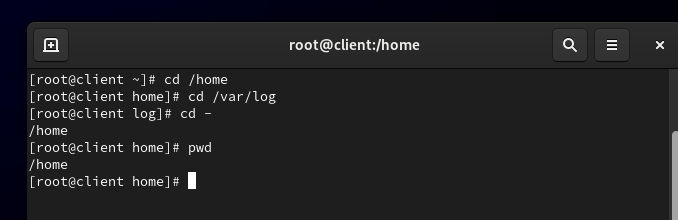 root@client:/home
[root@client ~]# cd /home
[root@client home]# cd /var/log
[root@client log]# cd -
/home
[root@client home]# pwd
/home
[root@client home]#